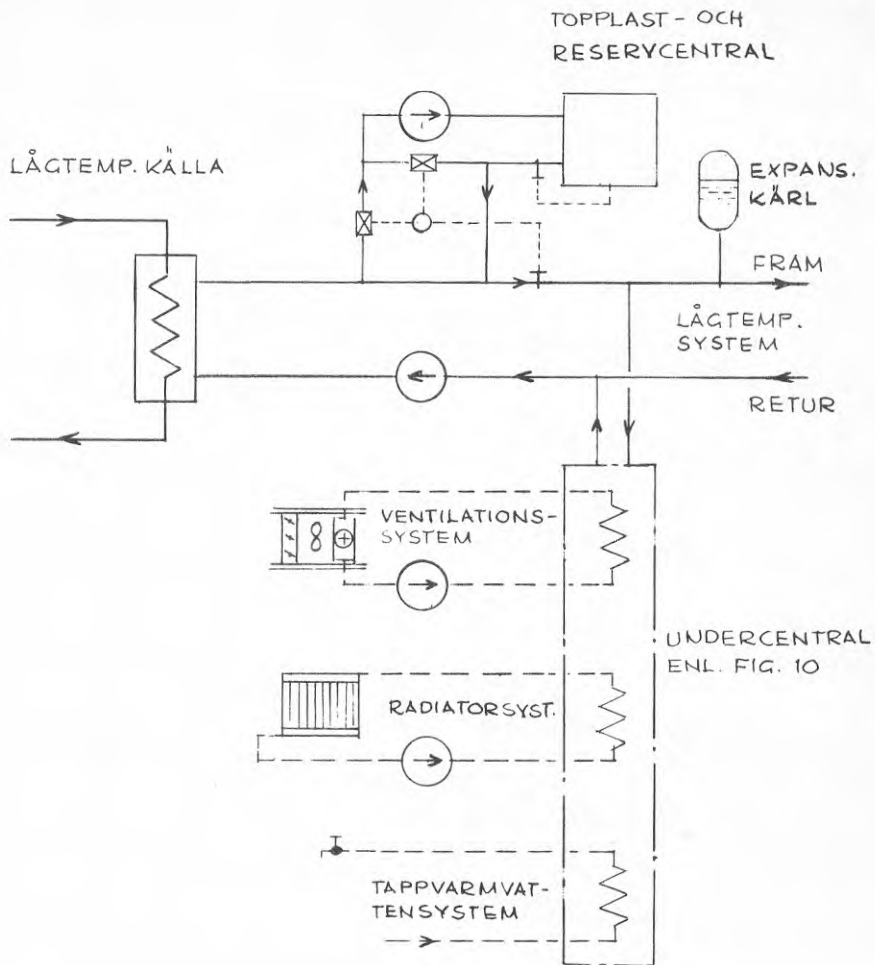 TOPPLAST - OCH
RESERVCENTRAL
LÅGTEMP. KÄLLA
EXPANS.
KÄRL
FRAM
LÅGTEMP.
SYSTEM
RETUR
VENTILATIONS-
SYSTEM
UNDERCENTRAL
ENL. FIG. 10
RADIATORSYST.
TAPPVARMVAT-
TENSYSTEM